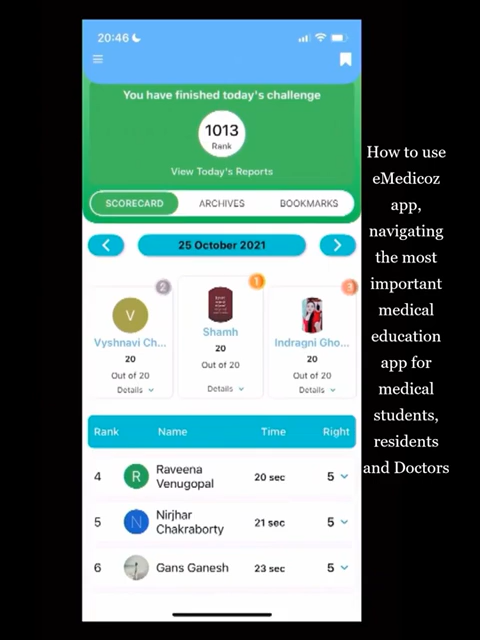 20:46
You have finished today's challenge
1013
Rank
View Today's Reports
SCORECARD ARCHIVES BOOKMARKS
25 October 2021
2 1 3
V
Vyshnavi Ch... Shamh Indragni Gho...
20 20 20
Out of 20 Out of 20 Out of 20
Details Details Details
Rank Name Time Right
4 R Raveena Venugopal 20 sec 5
5 N Nirjhar Chakraborty 21 sec 5
6 Gans Ganesh 23 sec 5
How to use
eMedicoz
app,
navigating
the most
important
medical
education
app for
medical
students,
residents
and Doctors